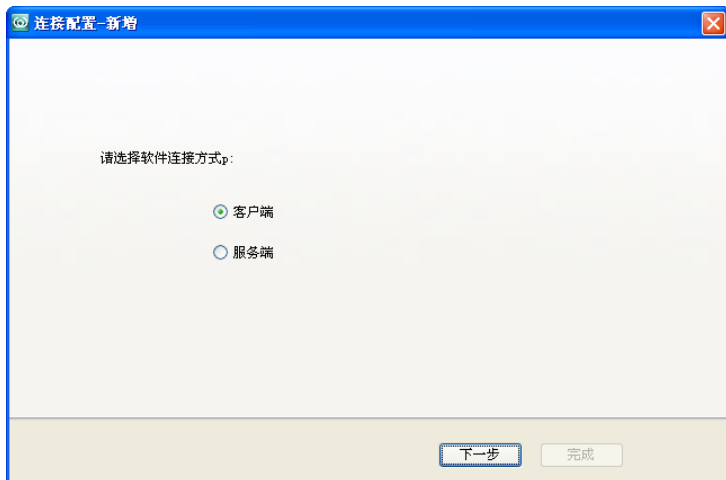 连接配置-新增
请选择软件连接方式p:
客户端
服务端
下一步
完成